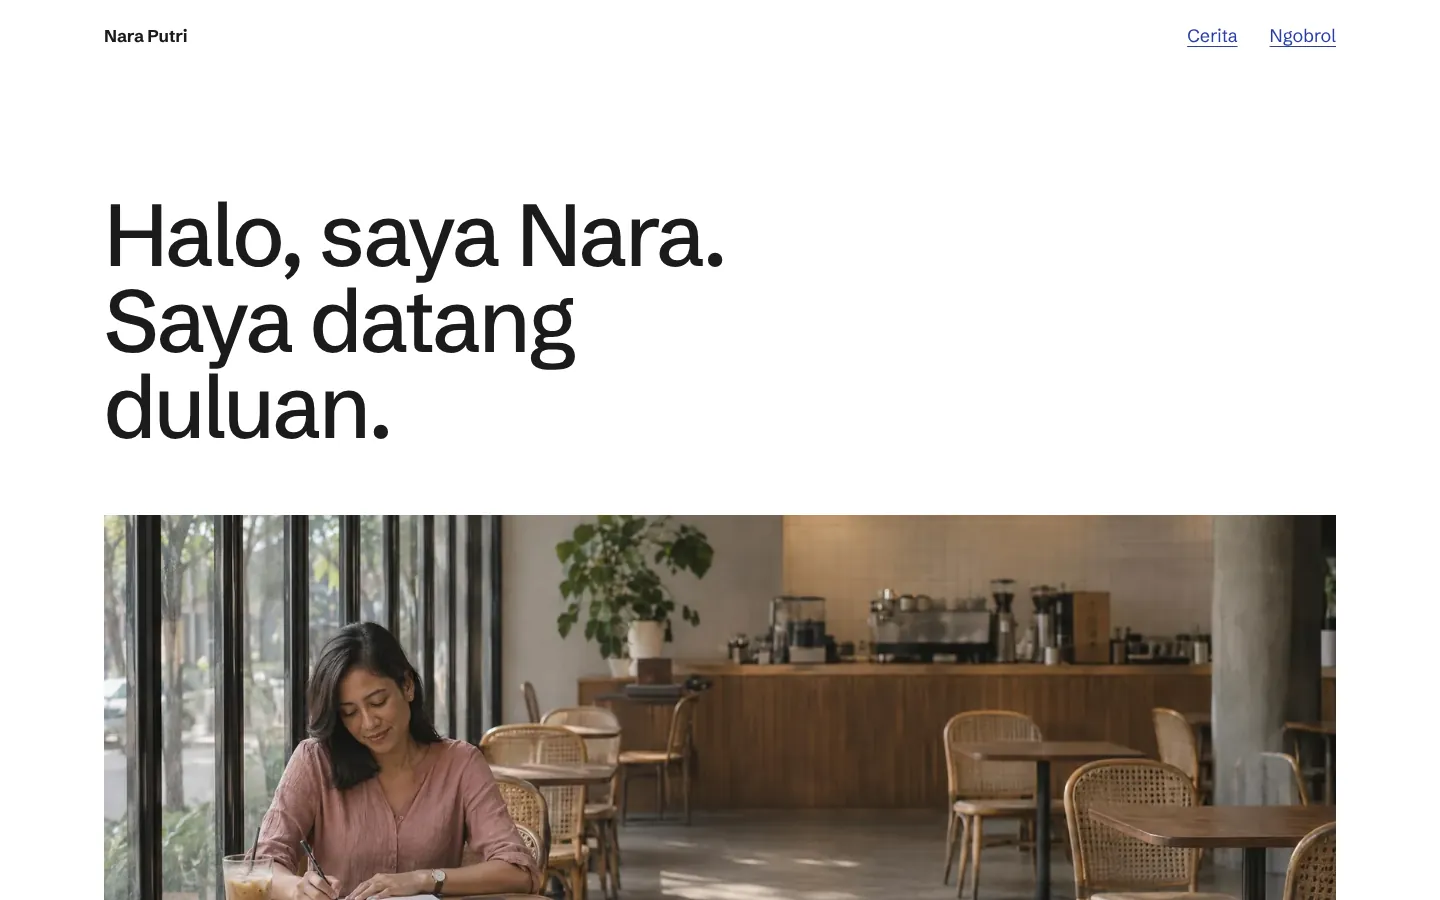 Nara Putri
Cerita
Ngobrol
Halo, saya Nara.
Saya datang
duluan.